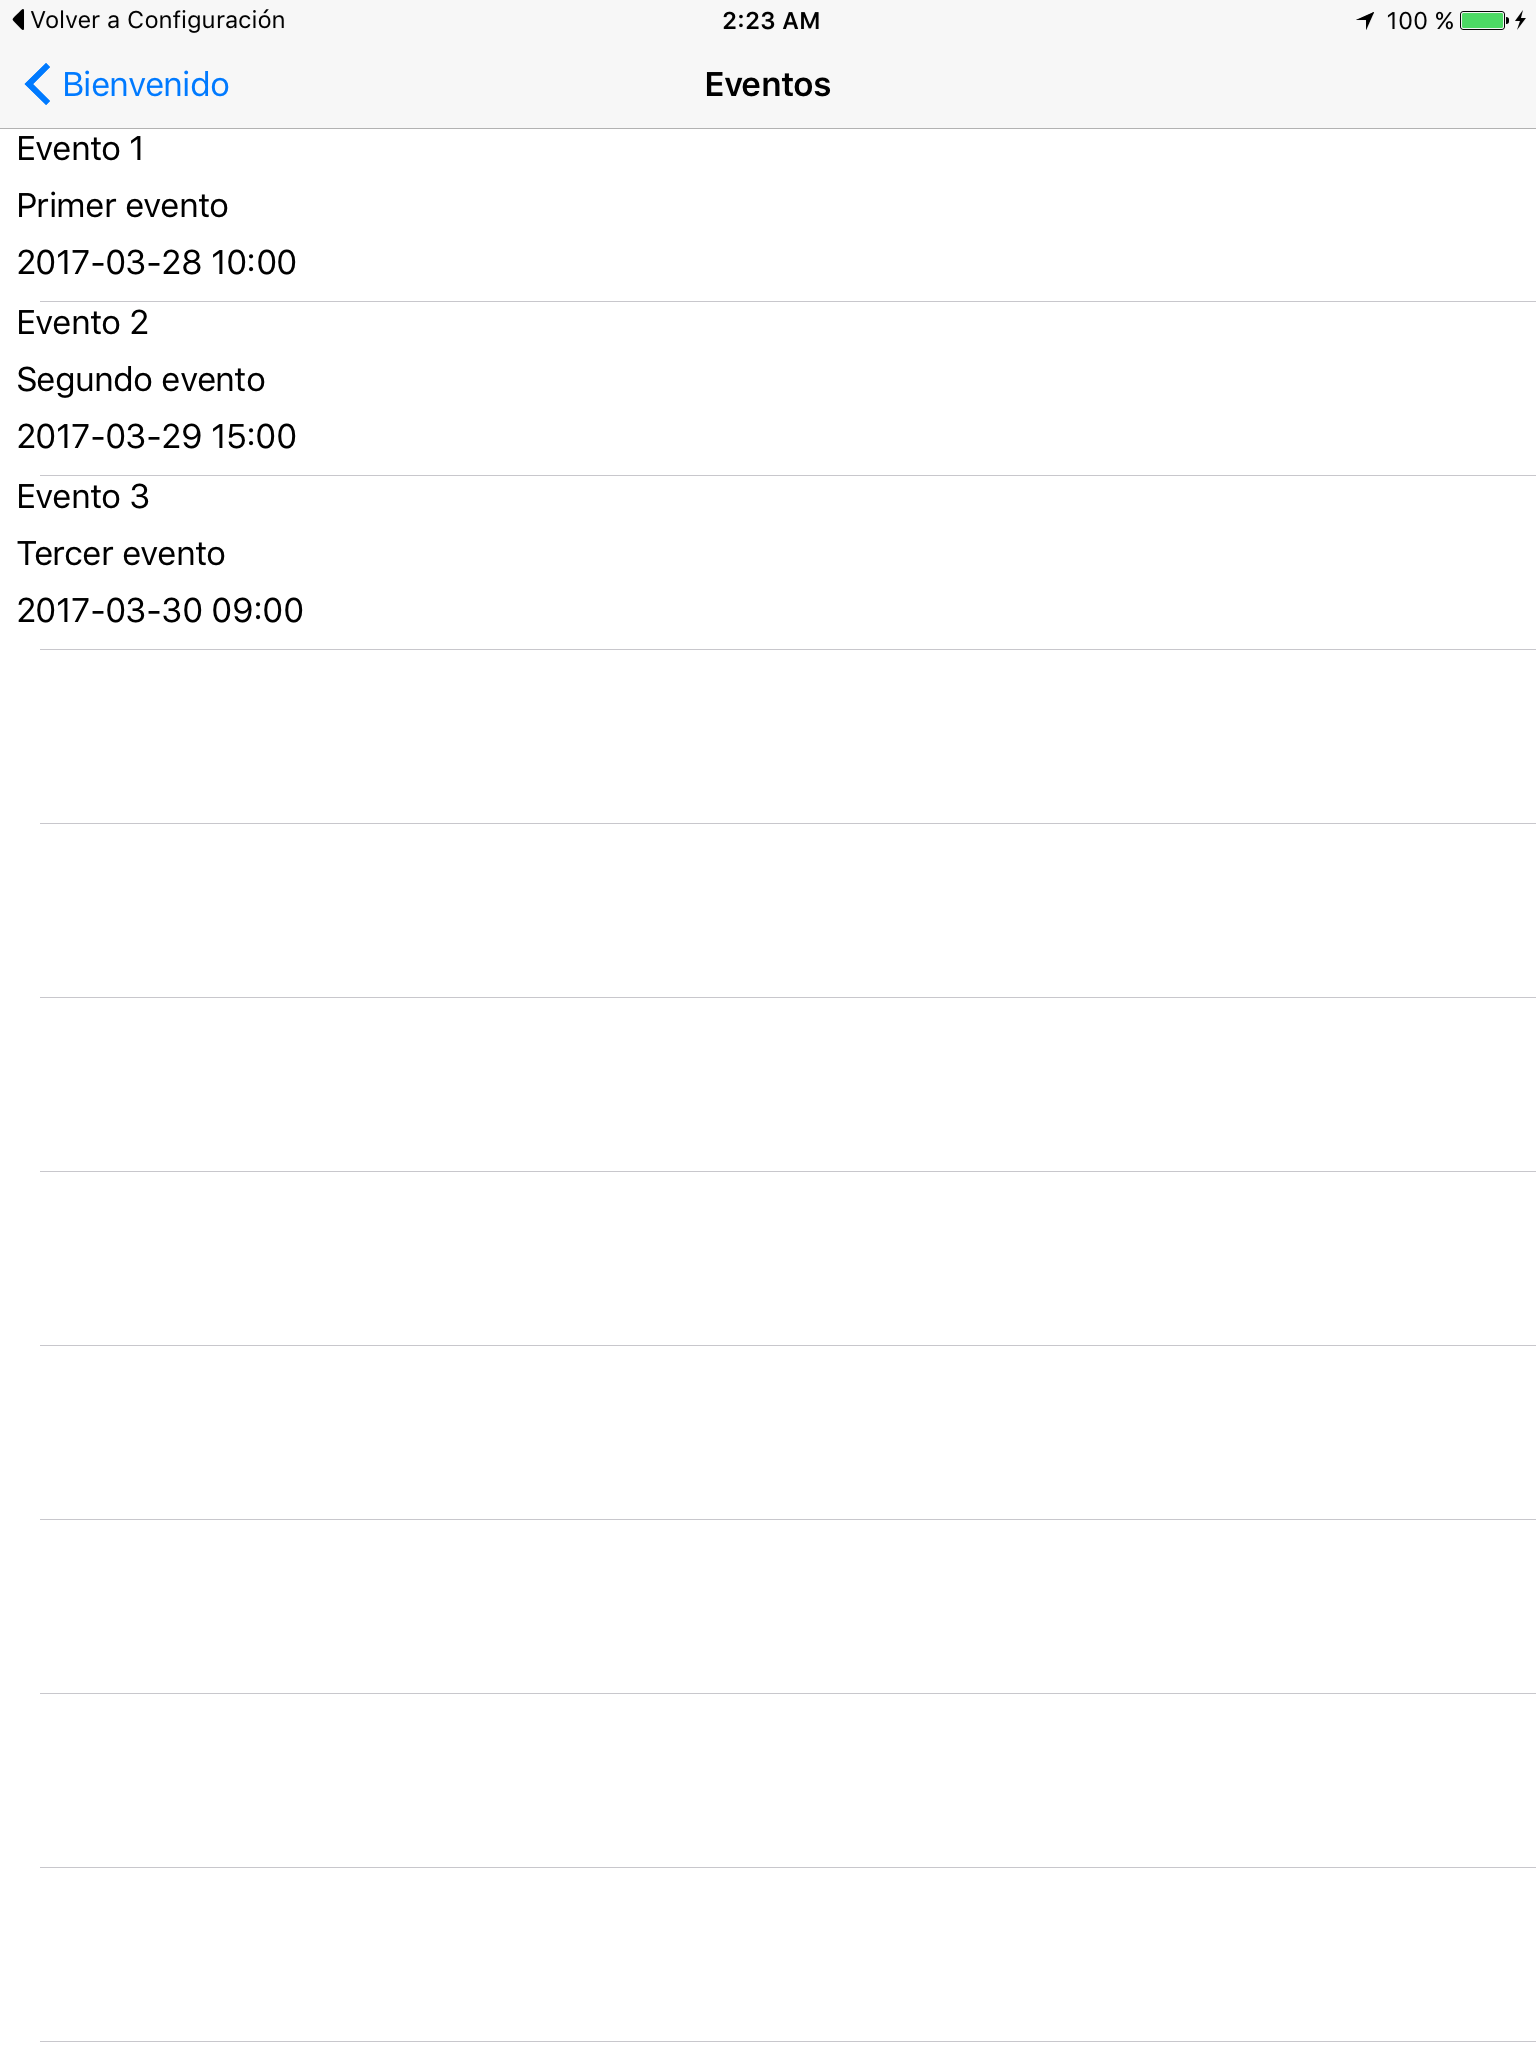 Volver a Configuración 2:23 AM 100 %
Bienvenido Eventos
Evento 1
Primer evento
2017-03-28 10:00
Evento 2
Segundo evento
2017-03-29 15:00
Evento 3
Tercer evento
2017-03-30 09:00